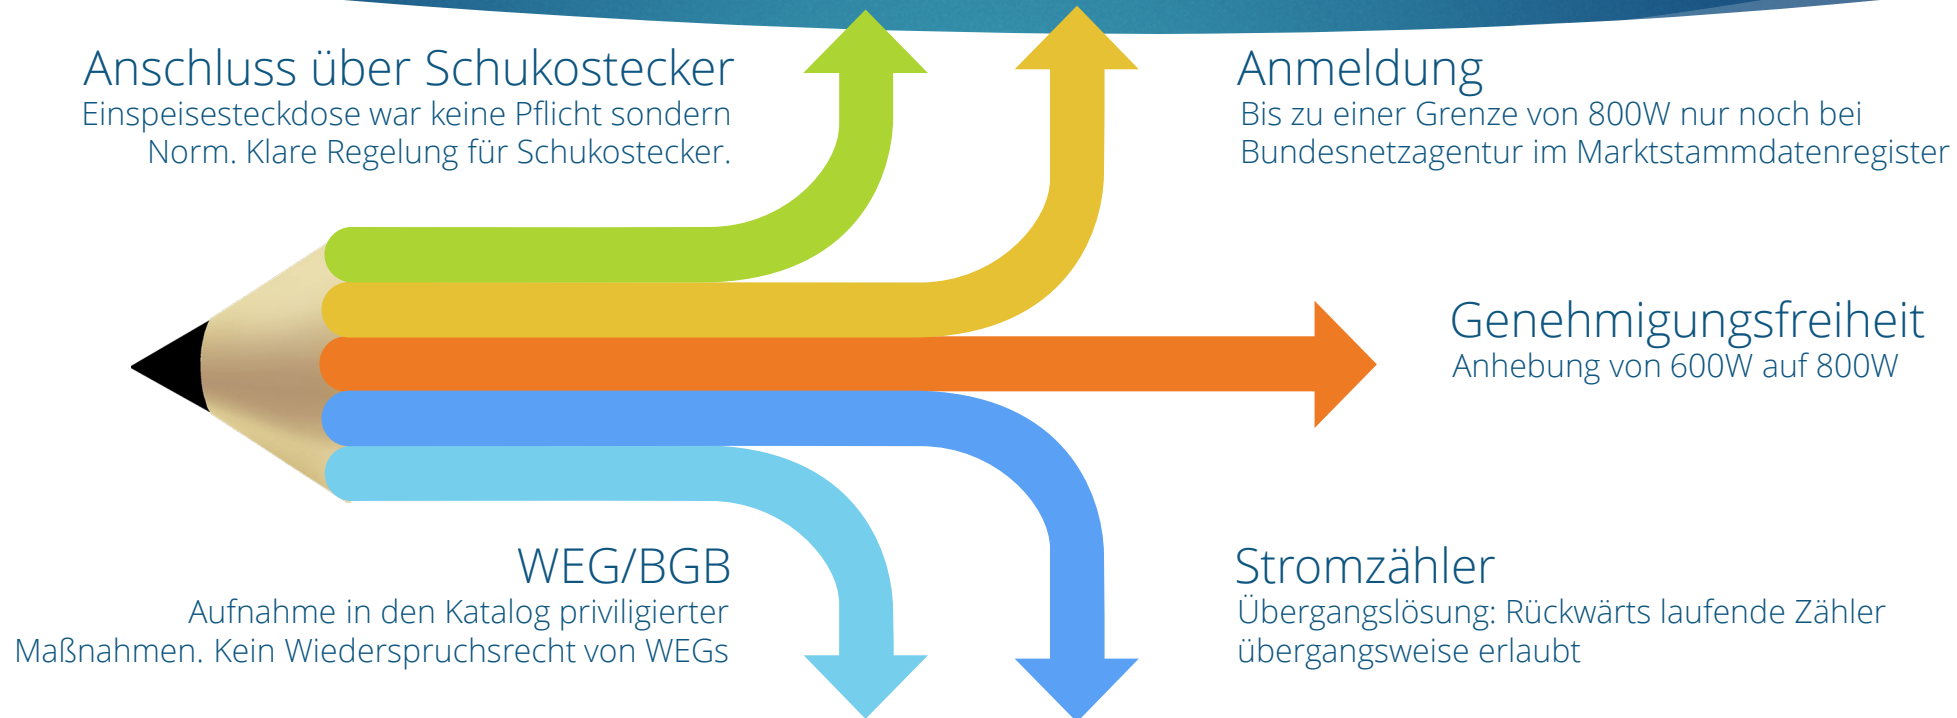 Anschluss über Schukostecker
Einspeisesteckdose war keine Pflicht sondern
Norm. Klare Regelung für Schukostecker.
Anmeldung
Bis zu einer Grenze von 800W nur noch bei
Bundesnetzagentur im Marktstammdatenregister
Genehmigungsfreiheit
Anhebung von 600W auf 800W
WEG/BGB
Aufnahme in den Katalog priviligierter
Maßnahmen. Kein Wiederspruchsrecht von WEGs
Stromzähler
Übergangslösung: Rückwärts laufende Zähler
übergangsweise erlaubt